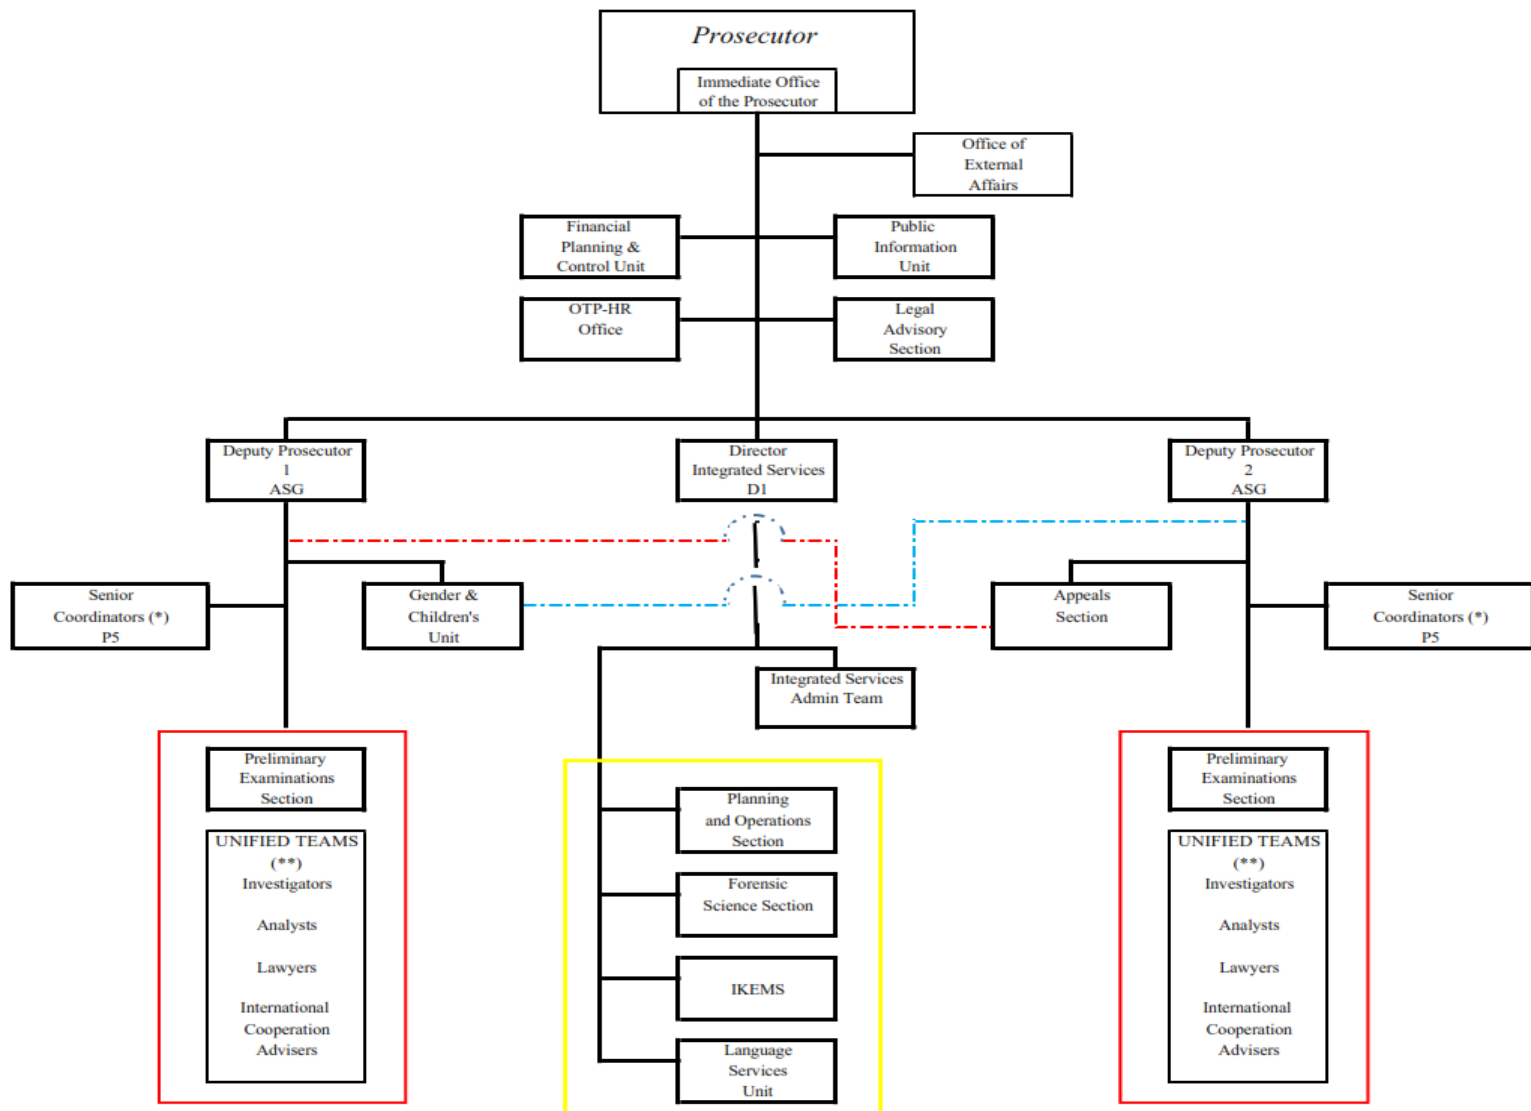 Prosecutor
Immediate Office
of the Prosecutor
Office of
External
Affairs
Financial
Planning &
Control Unit
Public
Information
Unit
OTP-HR
Office
Legal
Advisory
Section
Deputy Prosecutor
1
ASG
Director
Integrated Services
D1
Deputy Prosecutor
2
ASG
Senior
Coordinators (*)
P5
Gender &
Children's
Unit
Appeals
Section
Senior
Coordinators (*)
P5
Integrated Services
Admin Team
Preliminary
Examinations
Section
UNIFIED TEAMS
(**)
Investigators
Analysts
Lawyers
International
Cooperation
Advisers
Planning
and Operations
Section
Forensic
Science Section
IKEMS
Language
Services
Unit
Preliminary
Examinations
Section
UNIFIED TEAMS
(**)
Investigators
Analysts
Lawyers
International
Cooperation
Advisers